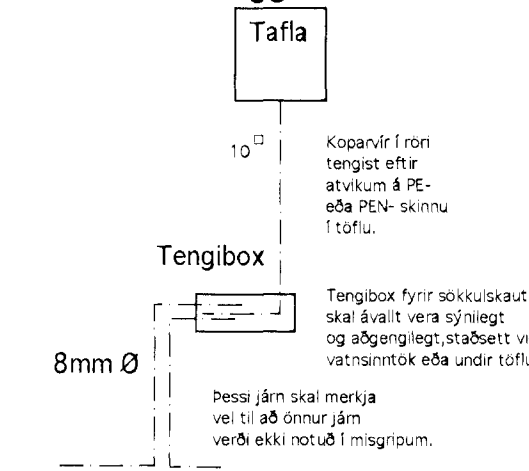 Tafla
10□
Koparvír í röri
tengist eftir
atvikum á PE-
eða PEN- skinnu
í töflu.
Tengibox
Tengibox fyrir sökkulskaut
skal ávallt vera sýnilegt
og aðgengilegt,staðsett vi
vatnsinntök eða undir töflu
8mm Ø
Þessi járn skal merkja
vel til að önnur járn
verði ekki notuð í misgripum.